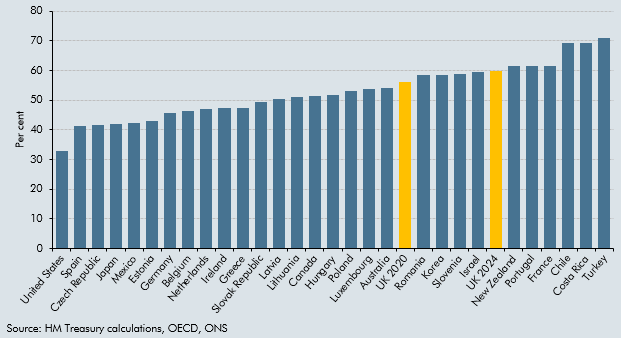 80
70
60
50
40
30
20
10
0
Per cent
United States
Spain
Czech Republic
Japan
Mexico
Estonia
Germany
Belgium
Netherlands
Ireland
Greece
Slovak Republic
Latvia
Lithuania
Canada
Hungary
Poland
Luxembourg
Australia
UK 2020
Romania
Korea
Slovenia
Israel
UK 2024
New Zealand
Portugal
France
Chile
Costa Rica
Turkey
Source: HM Treasury calculations, OECD, ONS